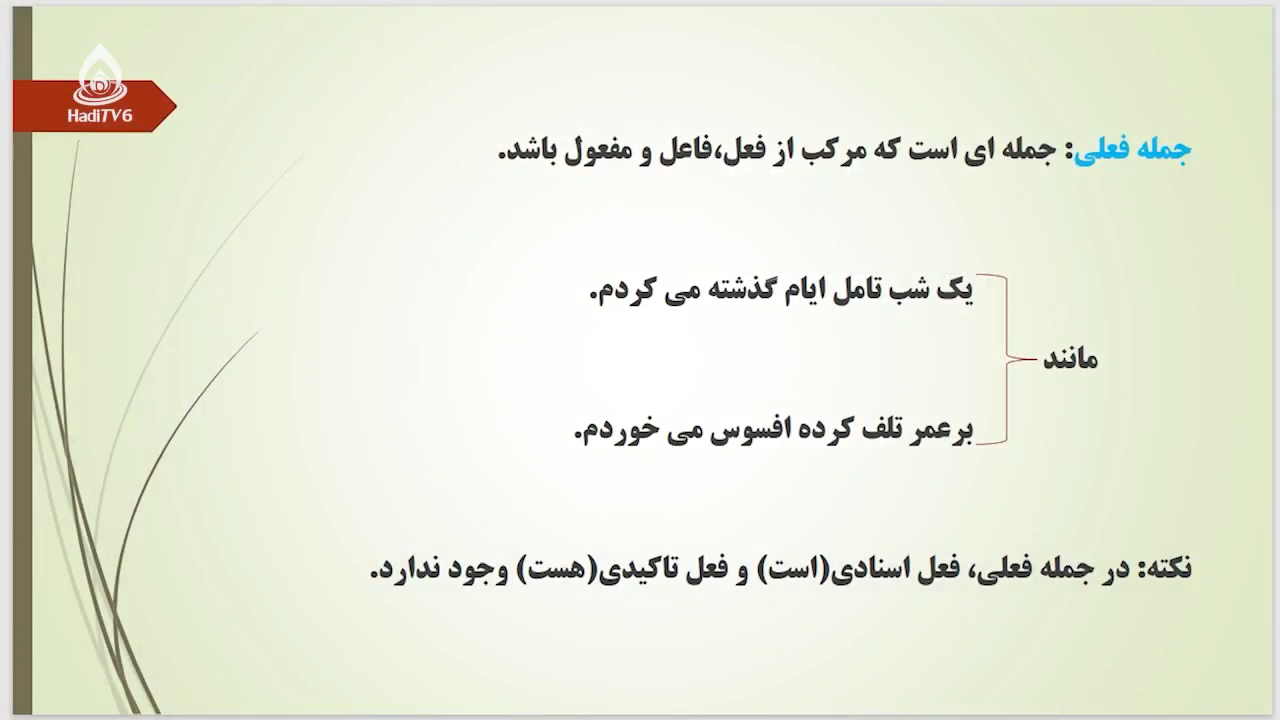 HadiTV6
جمله فعلی: جمله ای است که مرکب از فعل،فاعل و مفعول باشد.
یک شب تامل ایام گذشته می کردم.
مانند
برعمر تلف کرده افسوس می خوردم.
نکته: در جمله فعلی، فعل اسنادی(است) و فعل تاکیدی(هست) وجود ندارد.